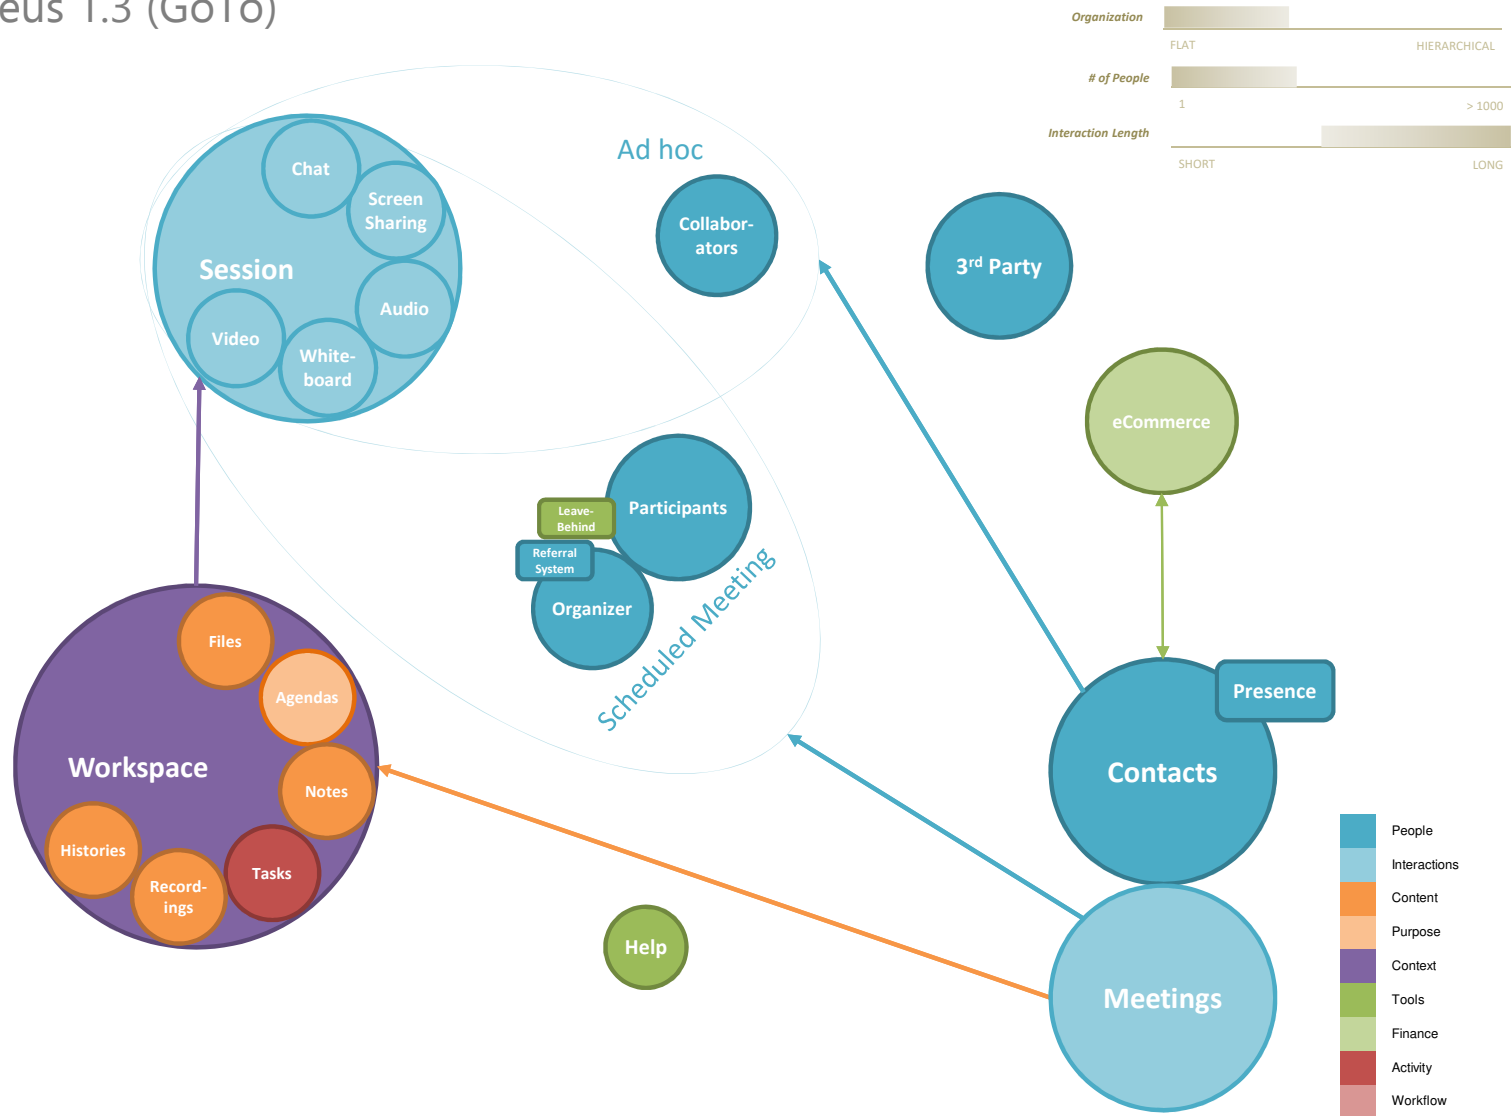 eus 1.3 (GoTo)
Organization
FLAT
HIERARCHICAL
# of People
1
> 1000
Interaction Length
SHORT
LONG
Ad hoc
Chat
Screen
Sharing
Session
Audio
Video
White-
board
Collabor-
ators
3rd Party
eCommerce
Participants
Leave-
Behind
Referral
System
Organizer
Scheduled Meeting
Files
Agendas
Workspace
Notes
Histories
Tasks
Record-
ings
Help
Presence
Contacts
Meetings
People
Interactions
Content
Purpose
Context
Tools
Finance
Activity
Workflow